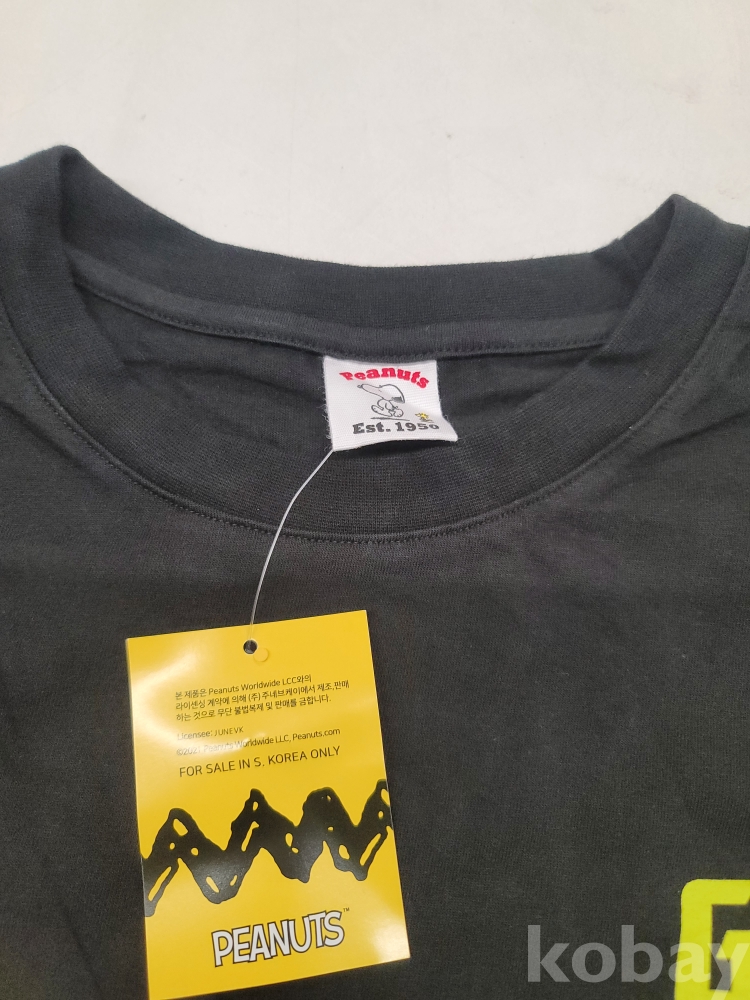 Peanuts
Est. 1950
본 제품은 Peanuts Worldwide LCC와의
라이센싱 계약에 의해 (주)주네브케이에서 제조,판매
하는 것으로 무단 불법복제 및 판매를 금합니다.
Licensee: JUNEVK
Peanuts Worldwide LLC, Peanuts.com
FOR SALE IN S. KOREA ONLY
PEANUTS™
kobay